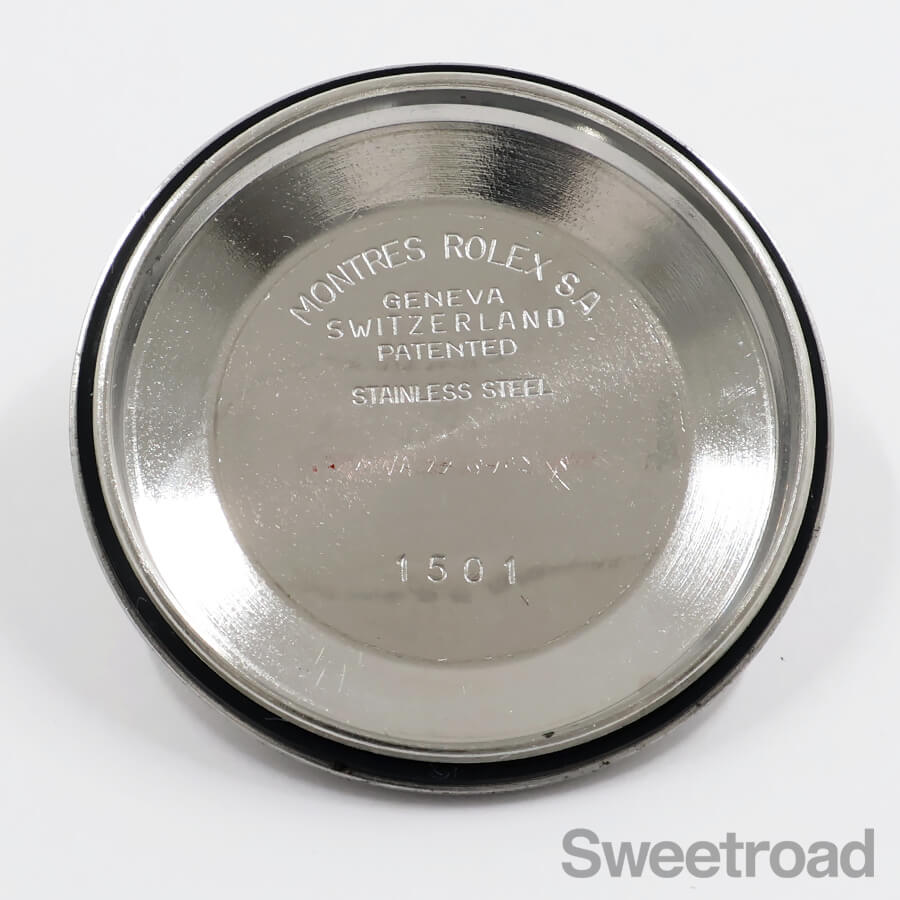 MONTRES ROLEX S.A
GENEVA
SWITZERLAND
PATENTED
STAINLESS STEEL
1501
Sweetroad